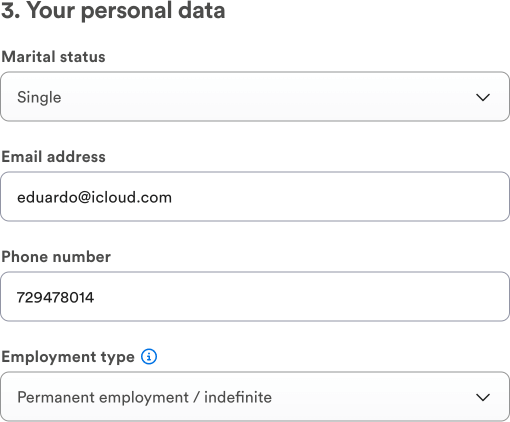 3. Your personal data
Marital status
Single
Email address
eduardo@icloud.com
Phone number
729478014
Employment type
Permanent employment / indefinite